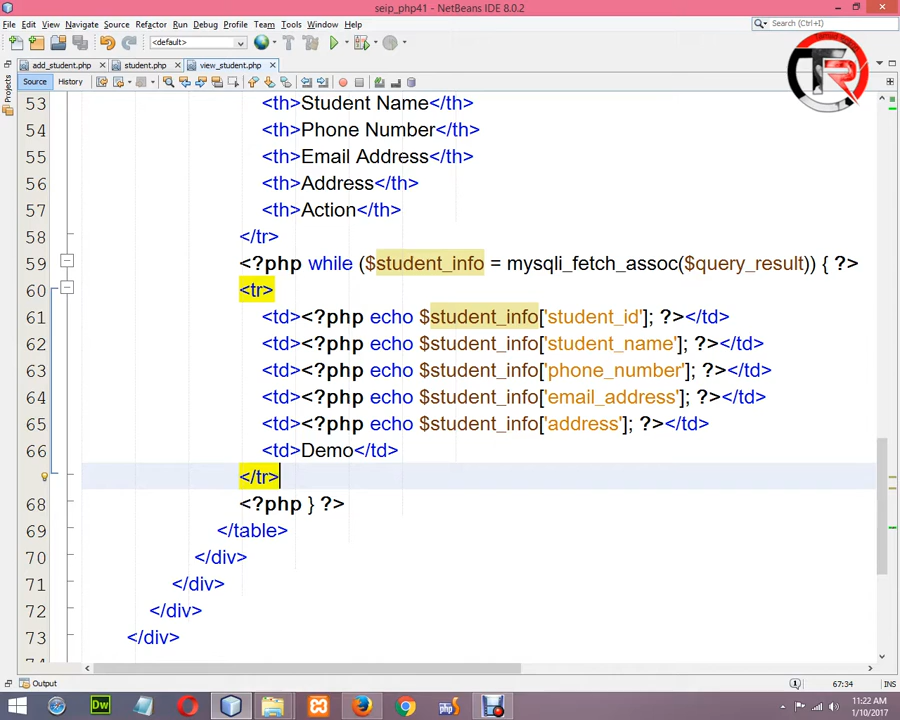 seip_php41 - NetBeans IDE 8.0.2
File Edit View Navigate Source Refactor Run Debug Profile Team Tools Window Help
Search (Ctrl+I)
<default>
add_student.php student.php view_student.php
Source History
Projects
53 <th>Student Name</th>
54 <th>Phone Number</th>
55 <th>Email Address</th>
56 <th>Address</th>
57 <th>Action</th>
58 </tr>
59 <?php while ($student_info = mysqli_fetch_assoc($query_result)) { ?>
60 <tr>
61 <td><?php echo $student_info['student_id']; ?></td>
62 <td><?php echo $student_info['student_name']; ?></td>
63 <td><?php echo $student_info['phone_number']; ?></td>
64 <td><?php echo $student_info['email_address']; ?></td>
65 <td><?php echo $student_info['address']; ?></td>
66 <td>Demo</td>
</tr>
68 <?php } ?>
69 </table>
70 </div>
71 </div>
72 </div>
73 </div>
Output
67:34 INS
Dw
php
11:22 AM
1/10/2017